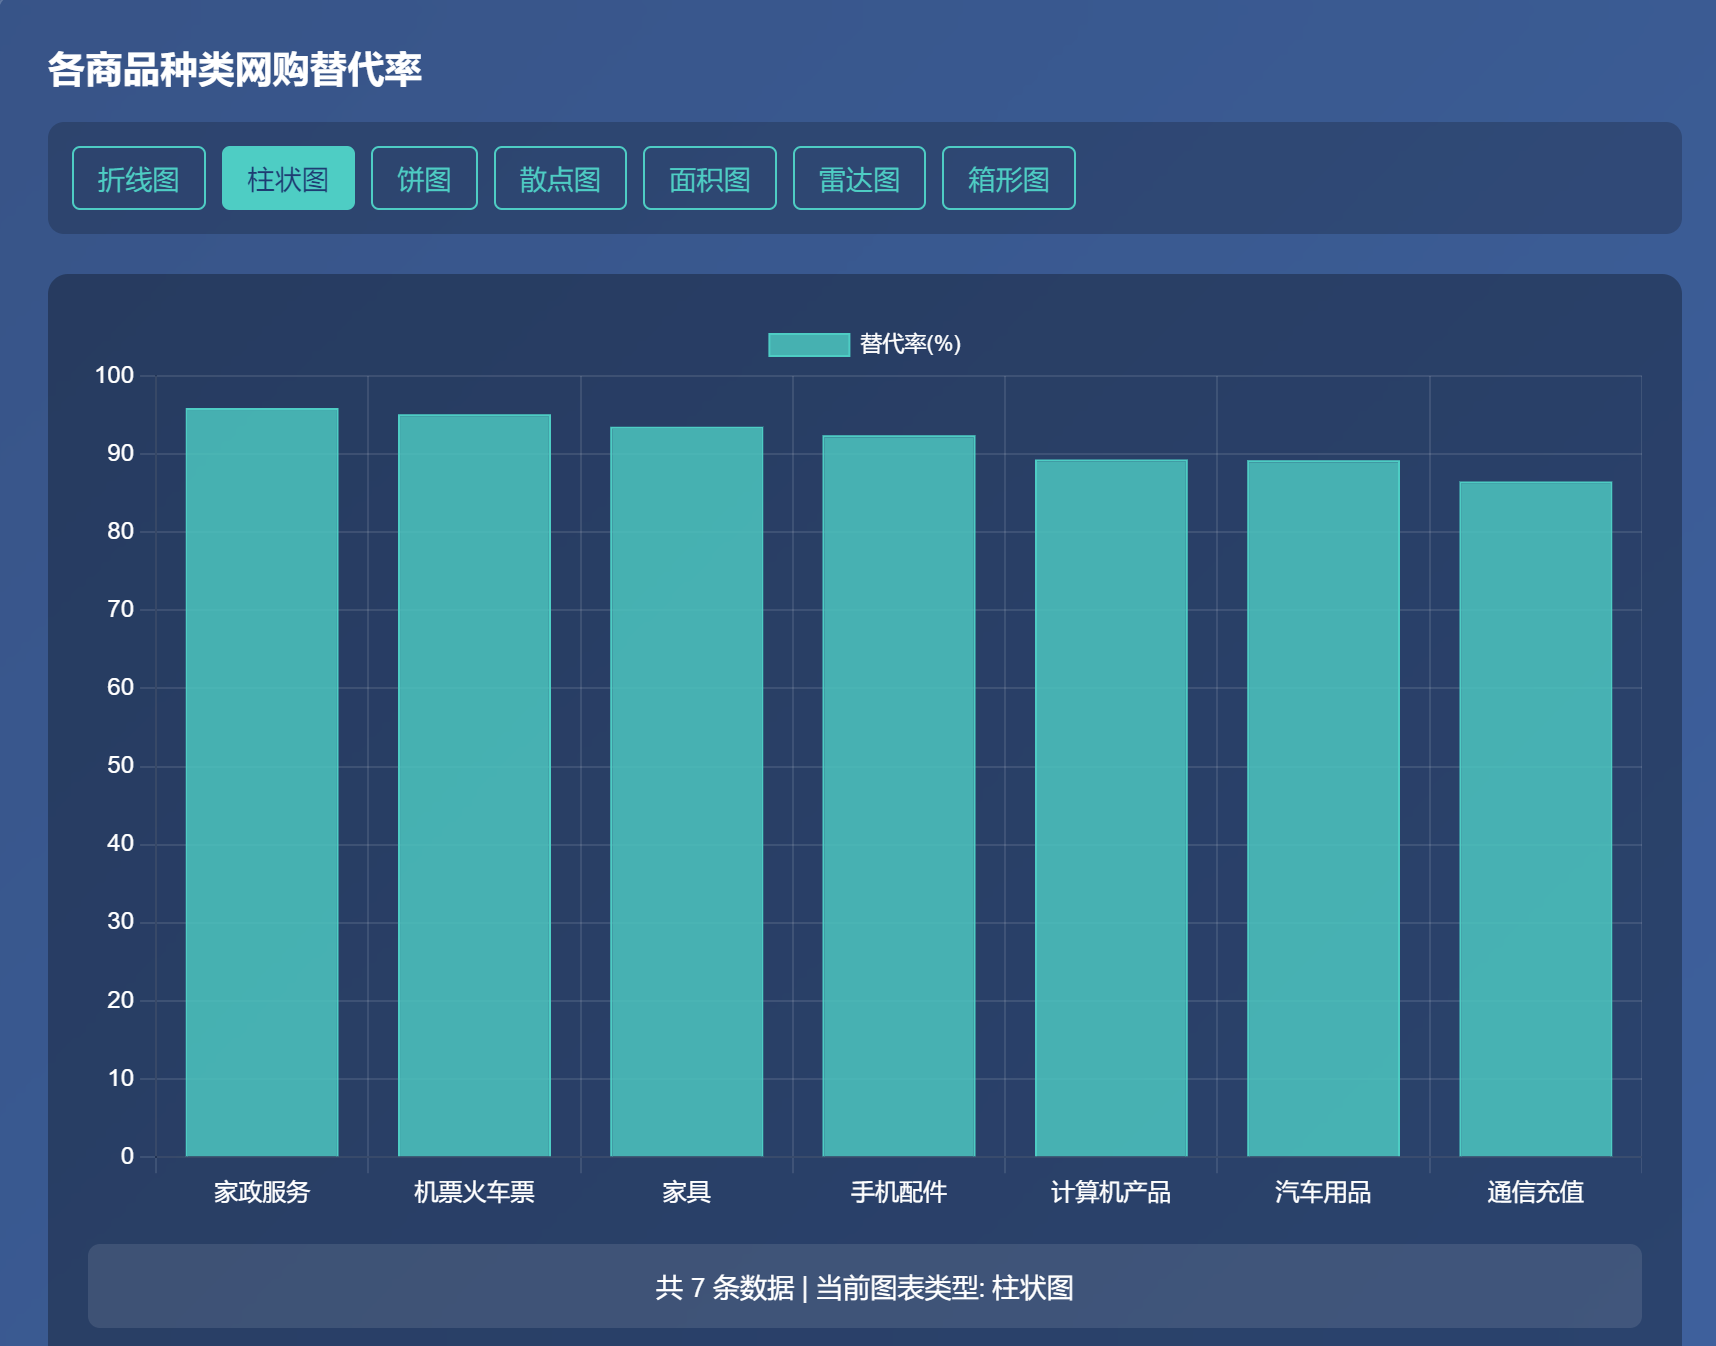 各商品种类网购替代率
折线图 柱状图 饼图 散点图 面积图 雷达图 箱形图
替代率(%)
100
90
80
70
60
50
40
30
20
10
0
家政服务 机票火车票 家具 手机配件 计算机产品 汽车用品 通信充值
共 7 条数据 | 当前图表类型: 柱状图